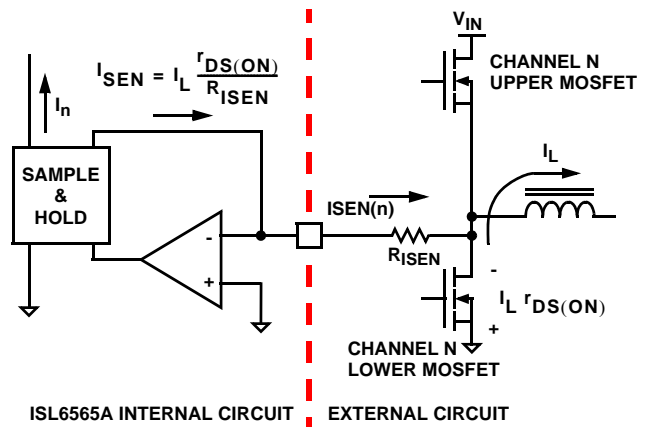 V_IN
CHANNEL N
UPPER MOSFET
I_SEN = I_L r_DS(ON) / R_ISEN
I_n
SAMPLE
&
HOLD
I_L
ISEN(n)
-
+
R_ISEN
-
I_L r_DS(ON)
+
CHANNEL N
LOWER MOSFET
ISL6565A INTERNAL CIRCUIT
EXTERNAL CIRCUIT